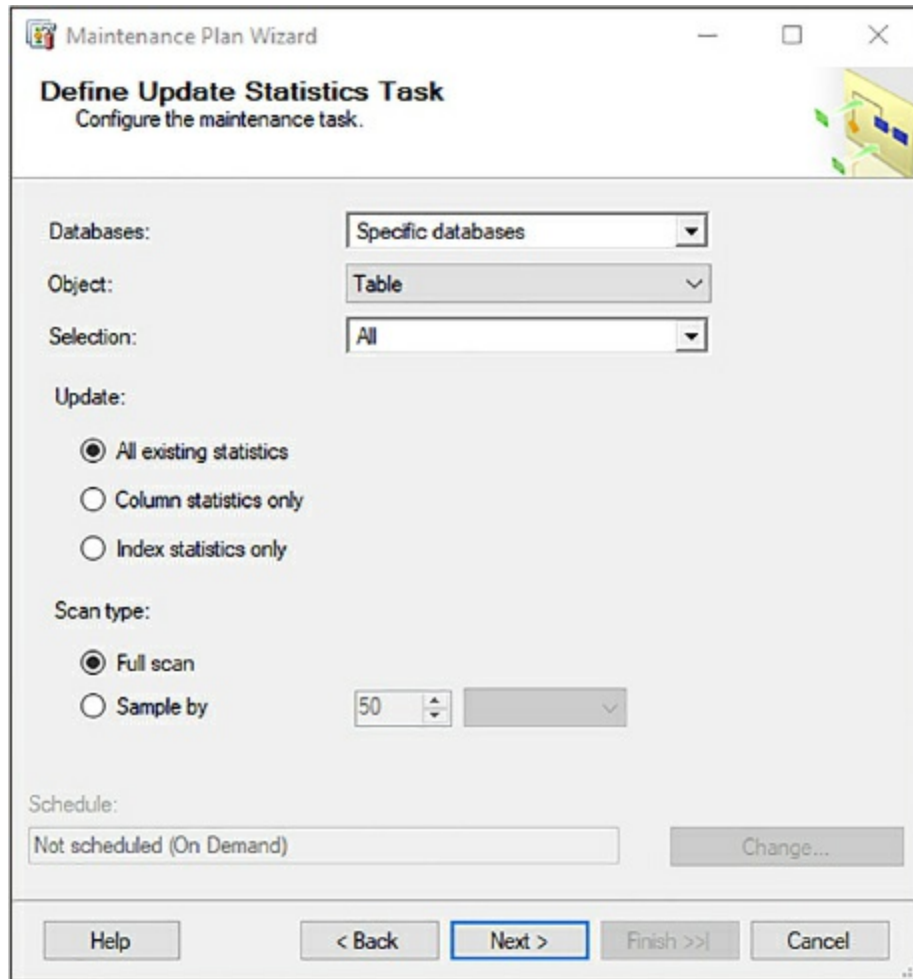 Maintenance Plan Wizard
Define Update Statistics Task
Configure the maintenance task.
Databases: Specific databases
Object: Table
Selection: All
Update:
All existing statistics
Column statistics only
Index statistics only
Scan type:
Full scan
Sample by 50
Schedule:
Not scheduled (On Demand) Change...
Help < Back Next > Finish >>| Cancel